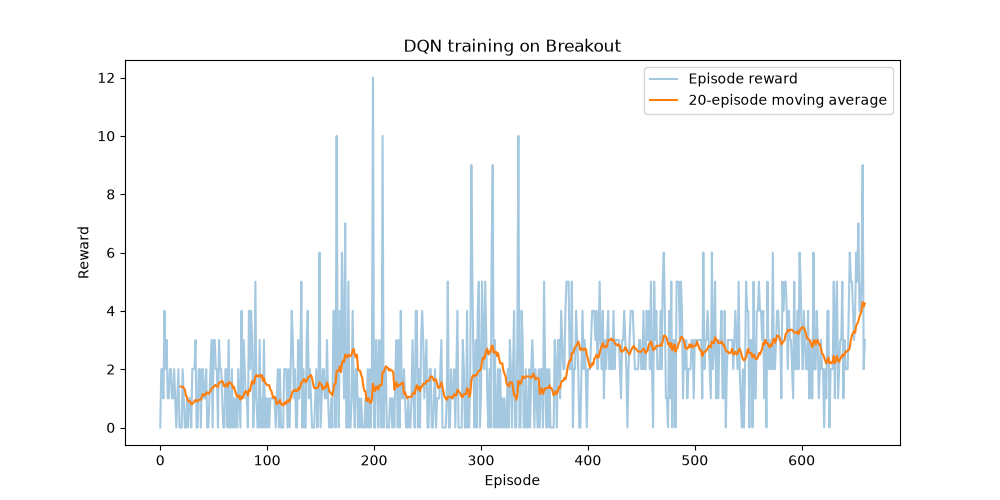 DQN training on Breakout
Episode reward
20-episode moving average
Reward
12
10
8
6
4
2
0
0 100 200 300 400 500 600
Episode